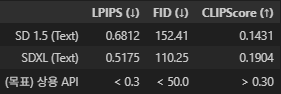 LPIPS (↓) FID (↓) CLIPScore (↑)
SD 1.5 (Text) 0.6812 152.41 0.1431
SDXL (Text) 0.5175 110.25 0.1904
(목표) 상용 API < 0.3 < 50.0 > 0.30